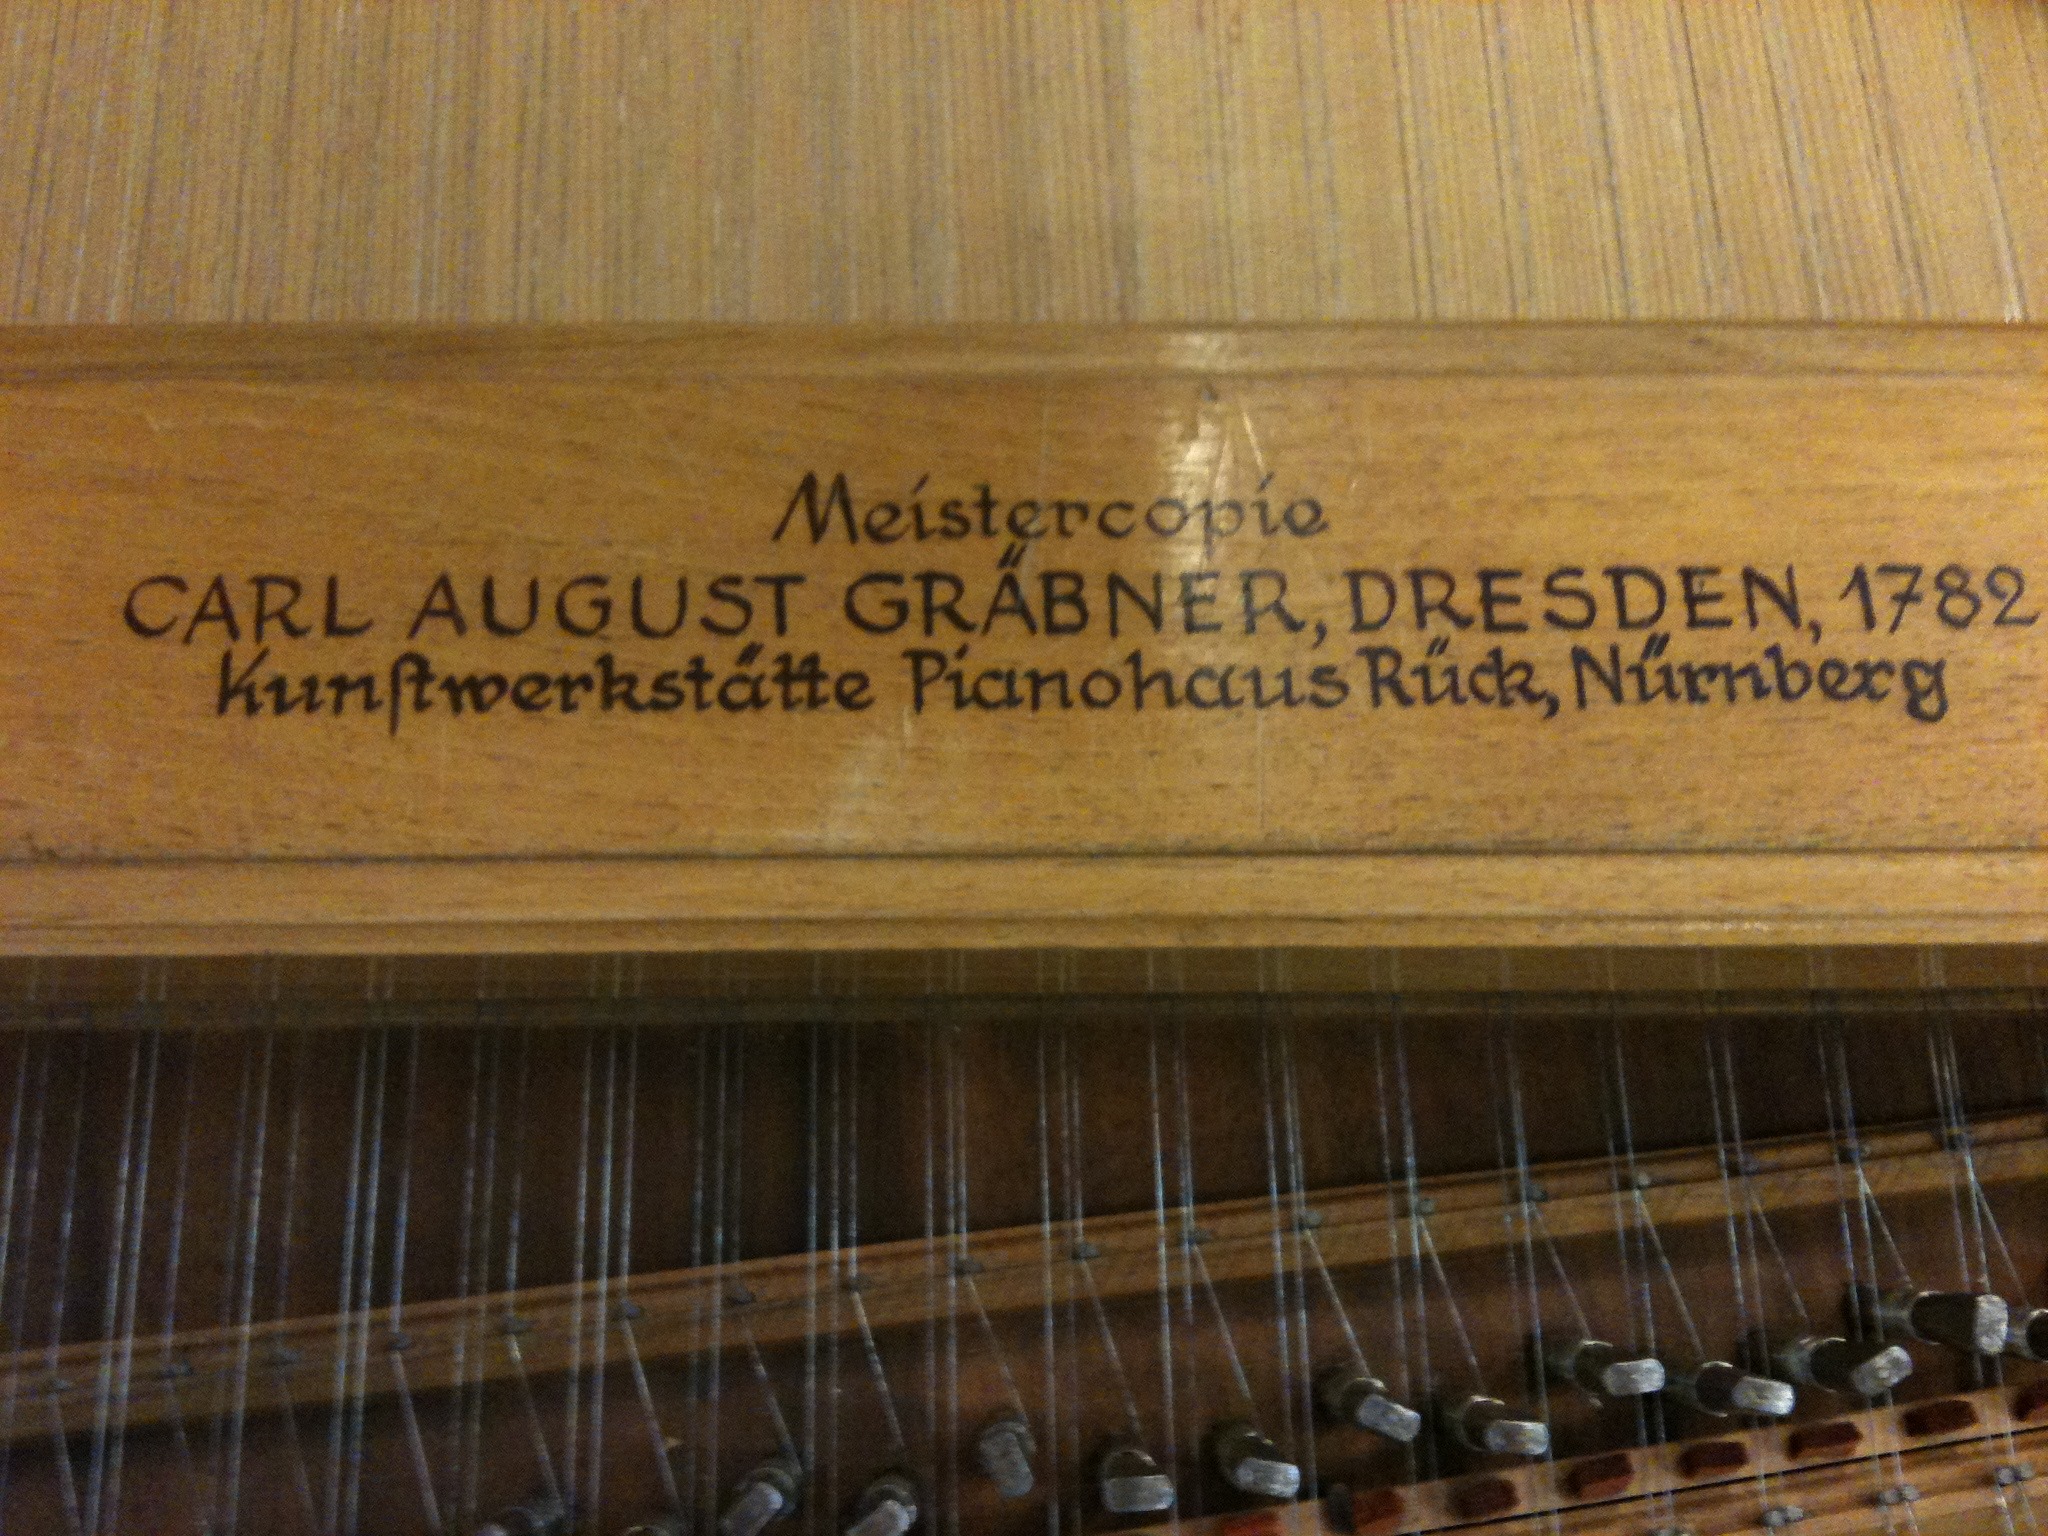 Meistercopie
CARL AUGUST GRÄBNER, DRESDEN, 1782
Kunſtwerkstätte Pianohaus Rück, Nürnberg